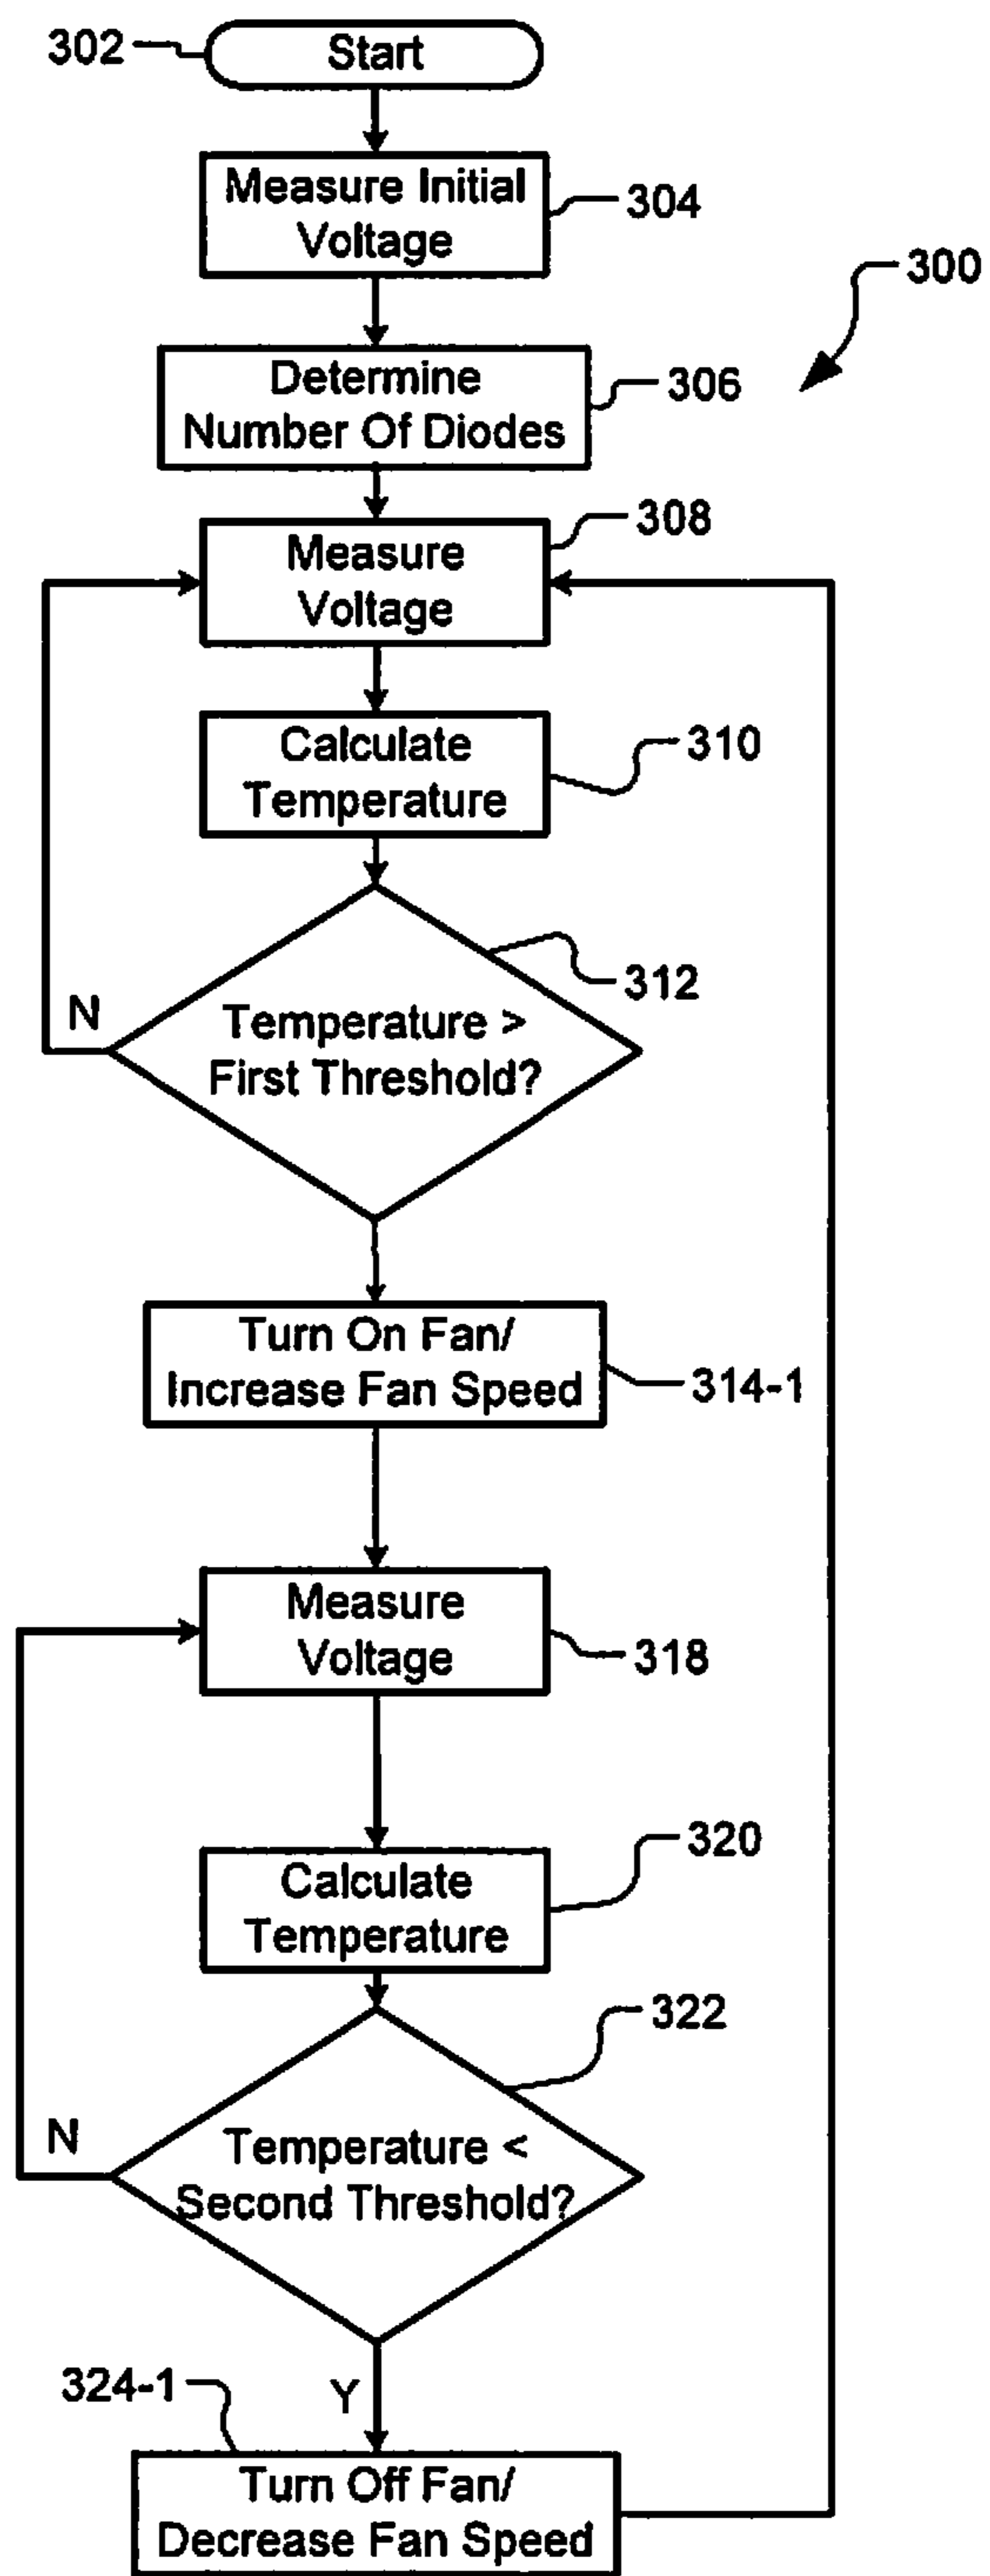 302
Start
Measure Initial
Voltage
304
300
Determine
Number Of Diodes
306
308
Measure
Voltage
Calculate
Temperature
310
312
N
Temperature >
First Threshold?
Turn On Fan/
Increase Fan Speed
314-1
Measure
Voltage
318
Calculate
Temperature
320
322
N
Temperature <
Second Threshold?
324-1
Y
Turn Off Fan/
Decrease Fan Speed